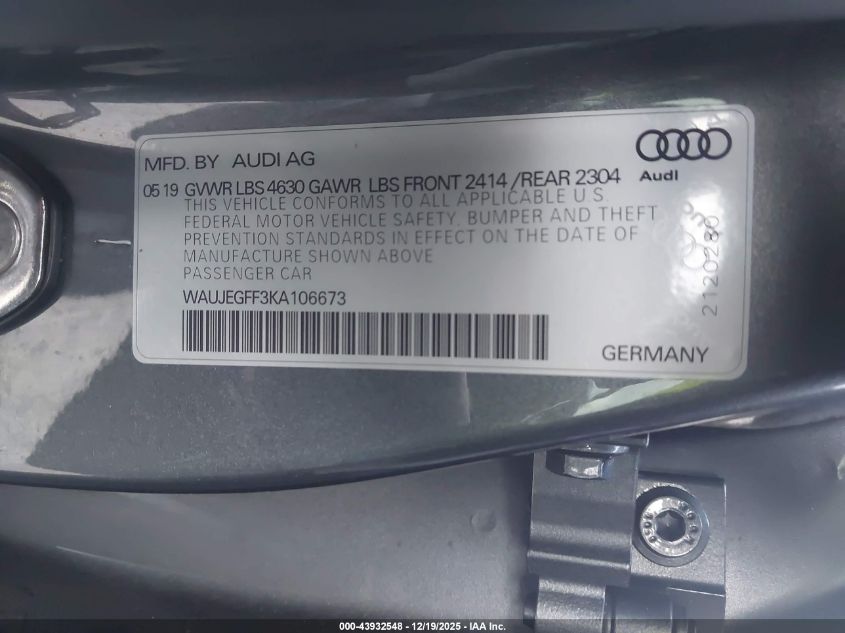 MFD. BY AUDI AG
Audi
05 19 GVWR LBS 4630 GAWR LBS FRONT 2414 /REAR 2304
THIS VEHICLE CONFORMS TO ALL APPLICABLE U.S.
FEDERAL MOTOR VEHICLE SAFETY, BUMPER AND THEFT
PREVENTION STANDARDS IN EFFECT ON THE DATE OF
MANUFACTURE SHOWN ABOVE
PASSENGER CAR
WAUJEGFF3KA106673
GERMANY
2120280
000-43932548 - 12/19/2025 - IAA Inc.